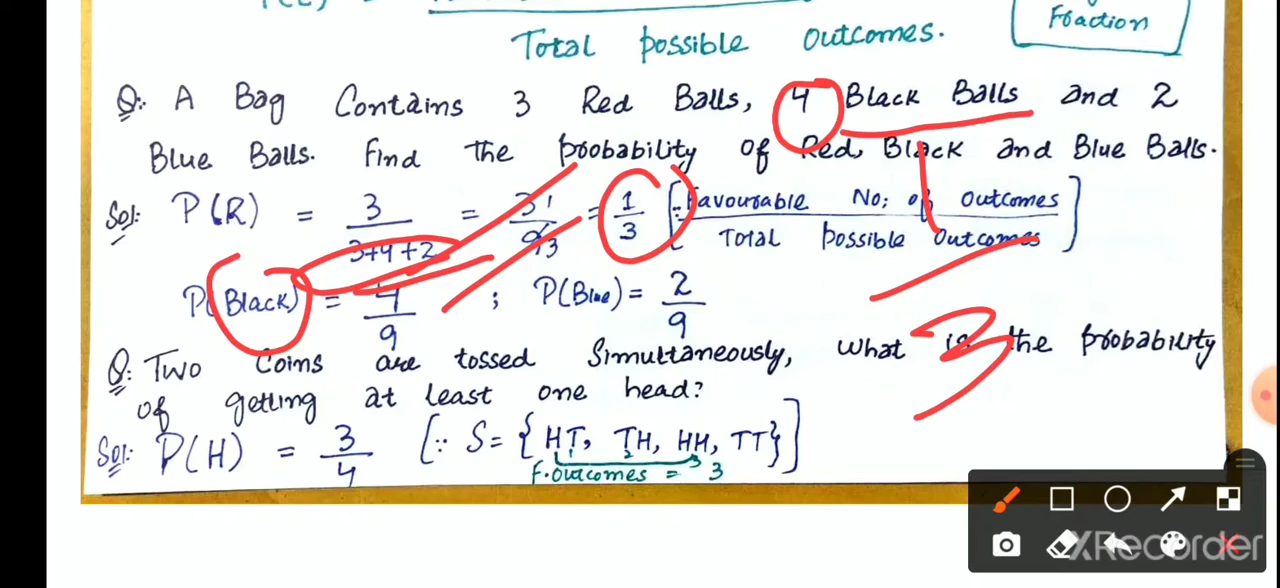 Fraction
Total possible outcomes.
Q:. A Bag Contains 3 Red Balls, 4 Black Balls and 2
Blue Balls. Find the probability of Red, Black and Blue Balls.
Sol:. P(R) = 3/(3+4+2) = 3/9 = 1/3 [∵ Favourable No; of outcomes / Total possible outcomes]
P(Black) = 4/9 ; P(Blue) = 2/9
Q:. Two Coins are tossed Simultaneously, What is the probability
of getting at least one head?
Sol:. P(H) = 3/4 [∵ S = {HT, TH, HH, TT}]
F.outcomes = 3
3
XRecorder